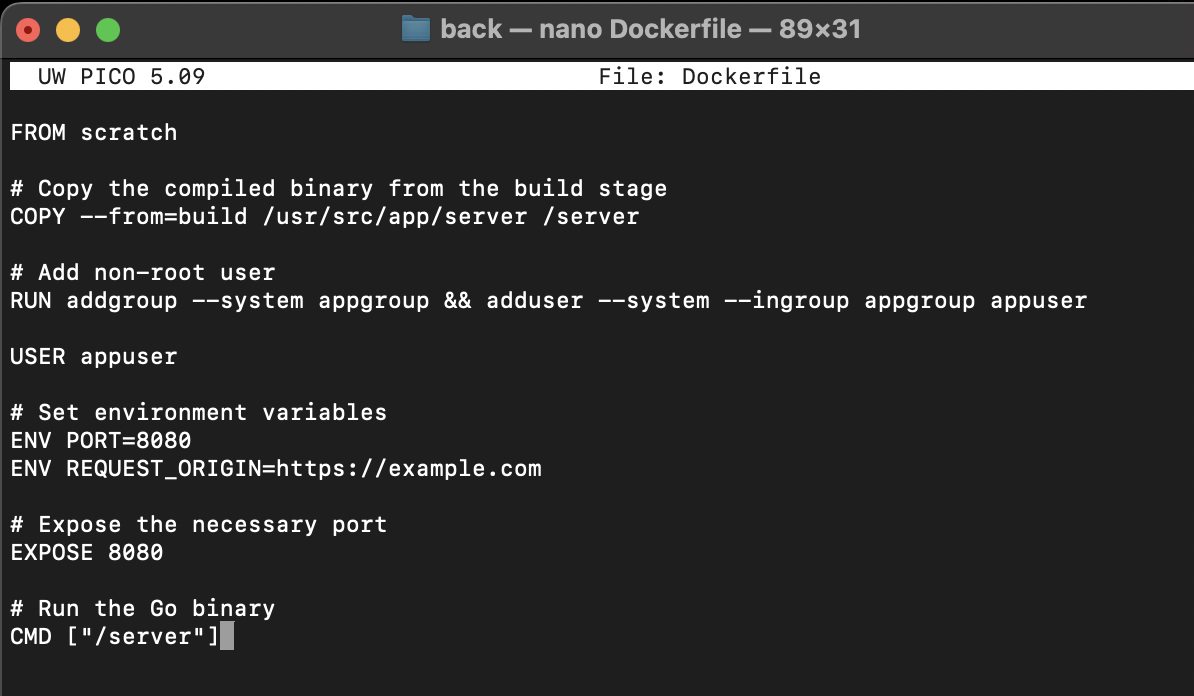 back — nano Dockerfile — 89×31
UW PICO 5.09 File: Dockerfile
FROM scratch
# Copy the compiled binary from the build stage
COPY --from=build /usr/src/app/server /server
# Add non-root user
RUN addgroup --system appgroup && adduser --system --ingroup appgroup appuser
USER appuser
# Set environment variables
ENV PORT=8080
ENV REQUEST_ORIGIN=https://example.com
# Expose the necessary port
EXPOSE 8080
# Run the Go binary
CMD ["/server"]